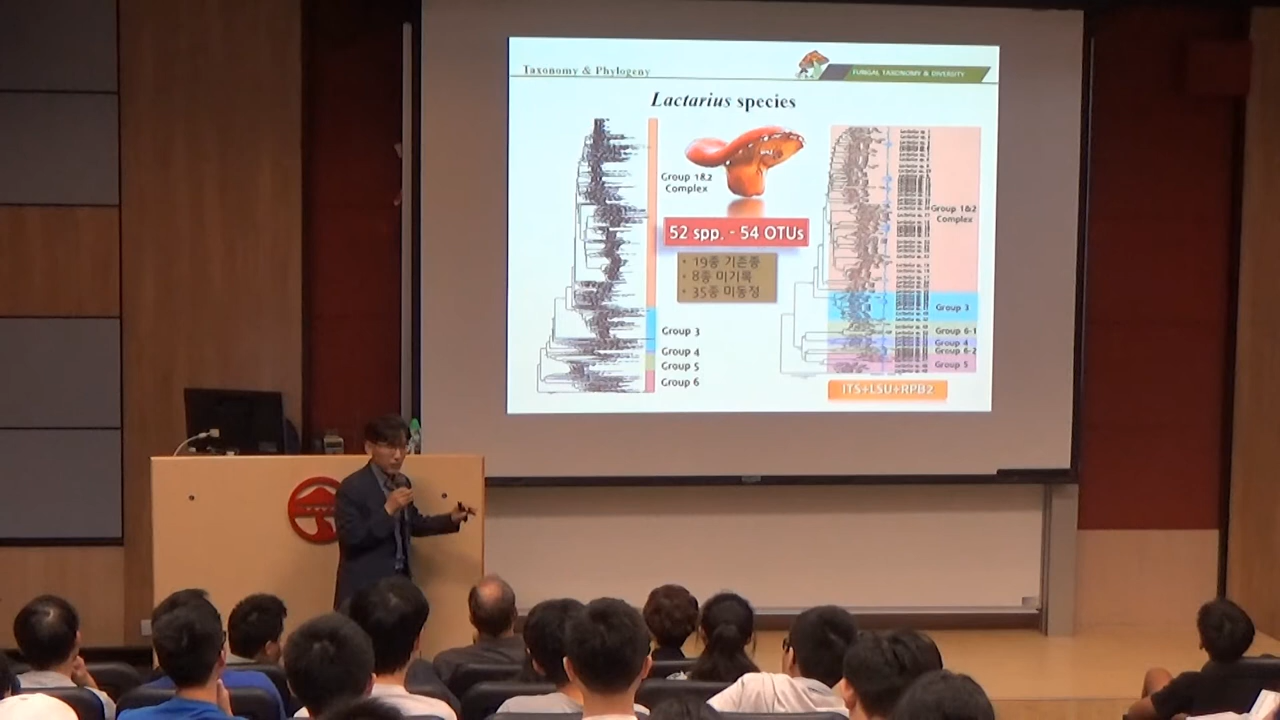 Taxonomy & Phylogeny
FUNGAL TAXONOMY & DIVERSITY
Lactarius species
Group 1&2
Complex
52 spp. - 54 OTUs
• 19종 기존종
• 8종 미기록
• 35종 미동정
Group 3
Group 4
Group 5
Group 6
Group 1&2
Complex
Group 3
Group 6-1
Group 4
Group 6-2
Group 5
ITS+LSU+RPB2